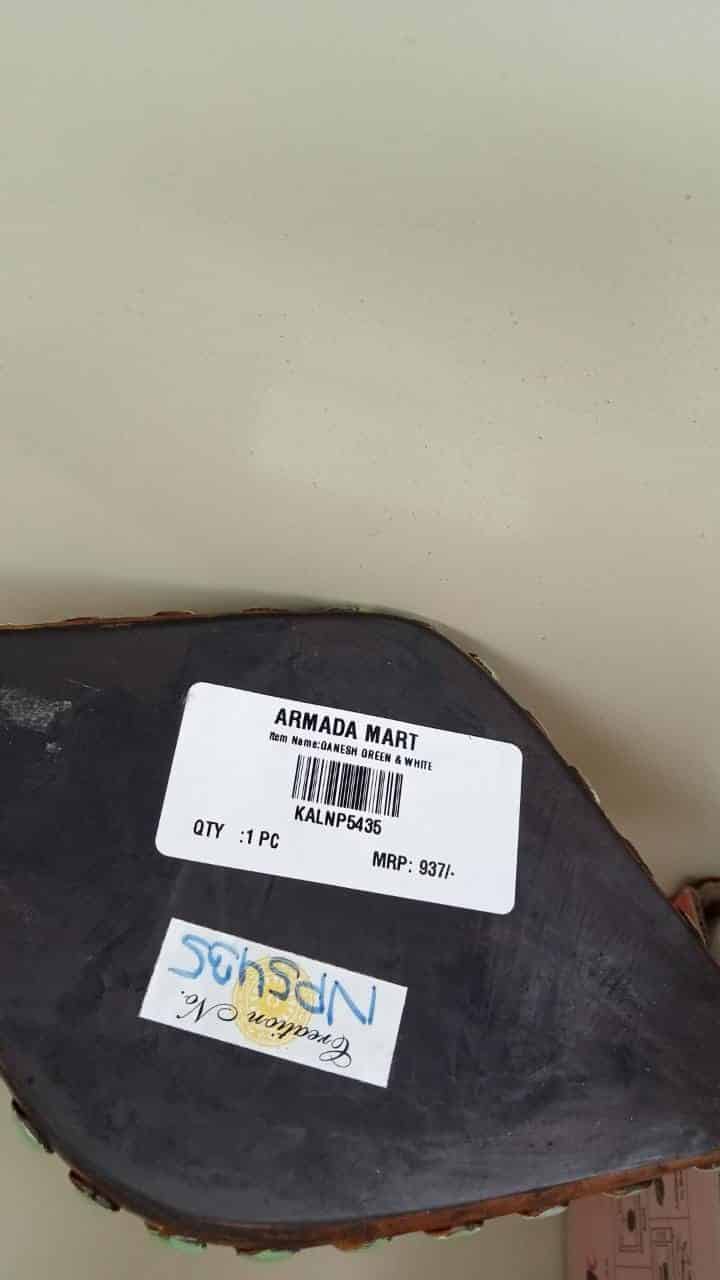 ARMADA MART
Item Name:GANESH GREEN & WHITE
KALNP5435
QTY :1 PC
MRP: 937/-
Creation No.
NP5435